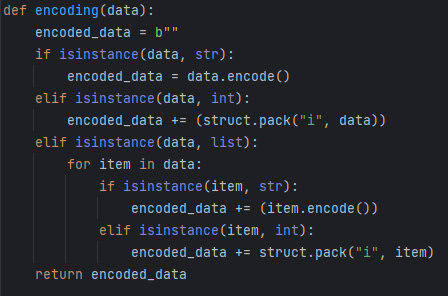 def encoding(data):
    encoded_data = b""
    if isinstance(data, str):
        encoded_data = data.encode()
    elif isinstance(data, int):
        encoded_data += (struct.pack("i", data))
    elif isinstance(data, list):
        for item in data:
            if isinstance(item, str):
                encoded_data += (item.encode())
            elif isinstance(item, int):
                encoded_data += struct.pack("i", item)
    return encoded_data